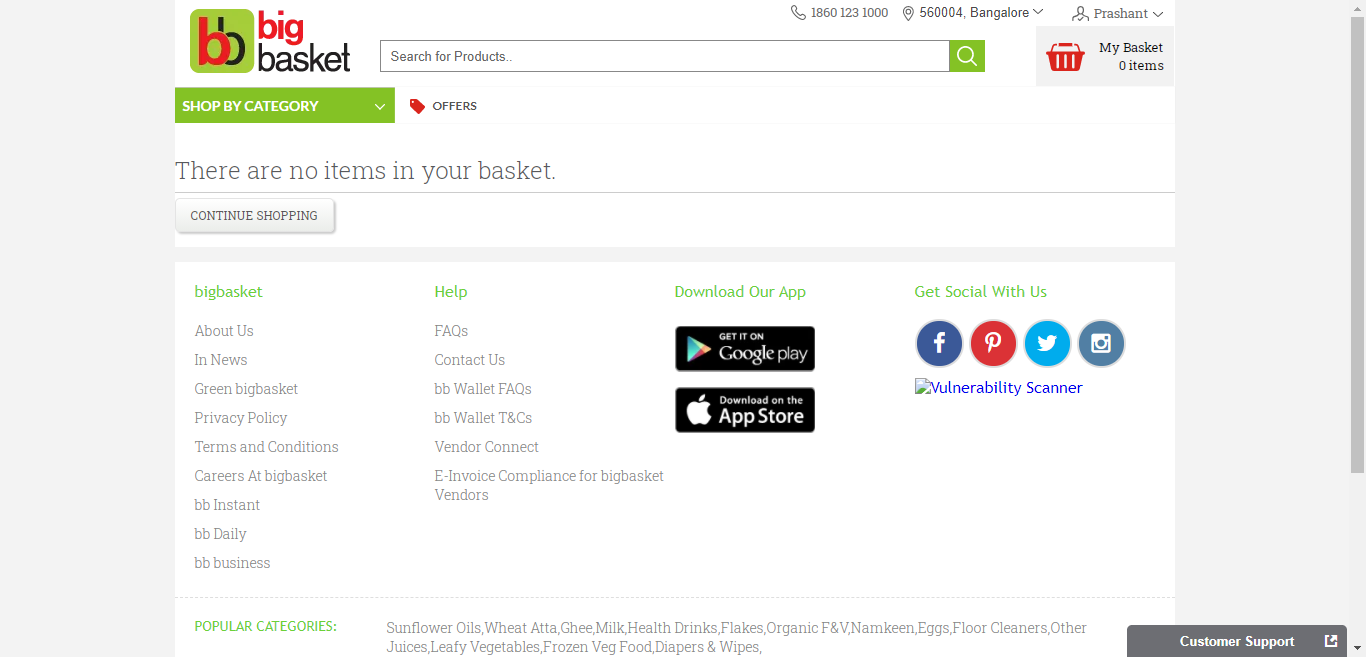 bb big basket
1860 123 1000
560004, Bangalore
Prashant
Search for Products..
My Basket
0 items
SHOP BY CATEGORY
OFFERS
There are no items in your basket.
CONTINUE SHOPPING
bigbasket
About Us
In News
Green bigbasket
Privacy Policy
Terms and Conditions
Careers At bigbasket
bb Instant
bb Daily
bb business
Help
FAQs
Contact Us
bb Wallet FAQs
bb Wallet T&Cs
Vendor Connect
E-Invoice Compliance for bigbasket
Vendors
Download Our App
GET IT ON
Google play
Download on the
App Store
Get Social With Us
Vulnerability Scanner
POPULAR CATEGORIES:
Sunflower Oils,Wheat Atta,Ghee,Milk,Health Drinks,Flakes,Organic F&V,Namkeen,Eggs,Floor Cleaners,Other
Juices,Leafy Vegetables,Frozen Veg Food,Diapers & Wipes,
Customer Support